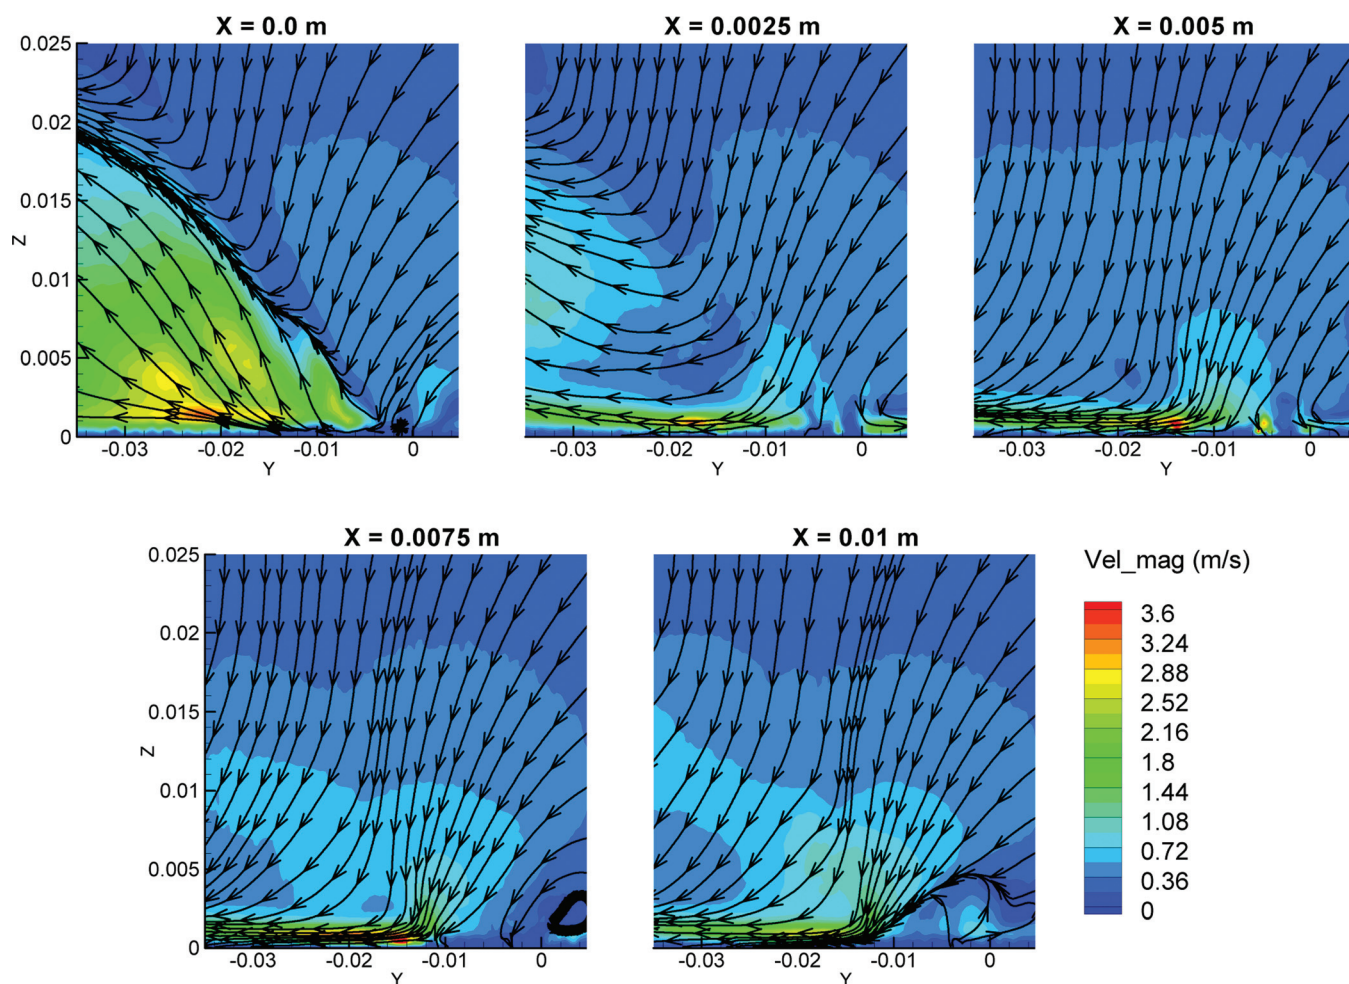 X = 0.0 m
X = 0.0025 m
X = 0.005 m
0.025
0.02
0.015
Z
0.01
0.005
0
-0.03 -0.02 -0.01 0
Y
-0.03 -0.02 -0.01 0
Y
-0.03 -0.02 -0.01 0
Y
X = 0.0075 m
X = 0.01 m
0.025
0.02
0.015
Z
0.01
0.005
0
-0.03 -0.02 -0.01 0
Y
-0.03 -0.02 -0.01 0
Y
Vel_mag (m/s)
3.6
3.24
2.88
2.52
2.16
1.8
1.44
1.08
0.72
0.36
0